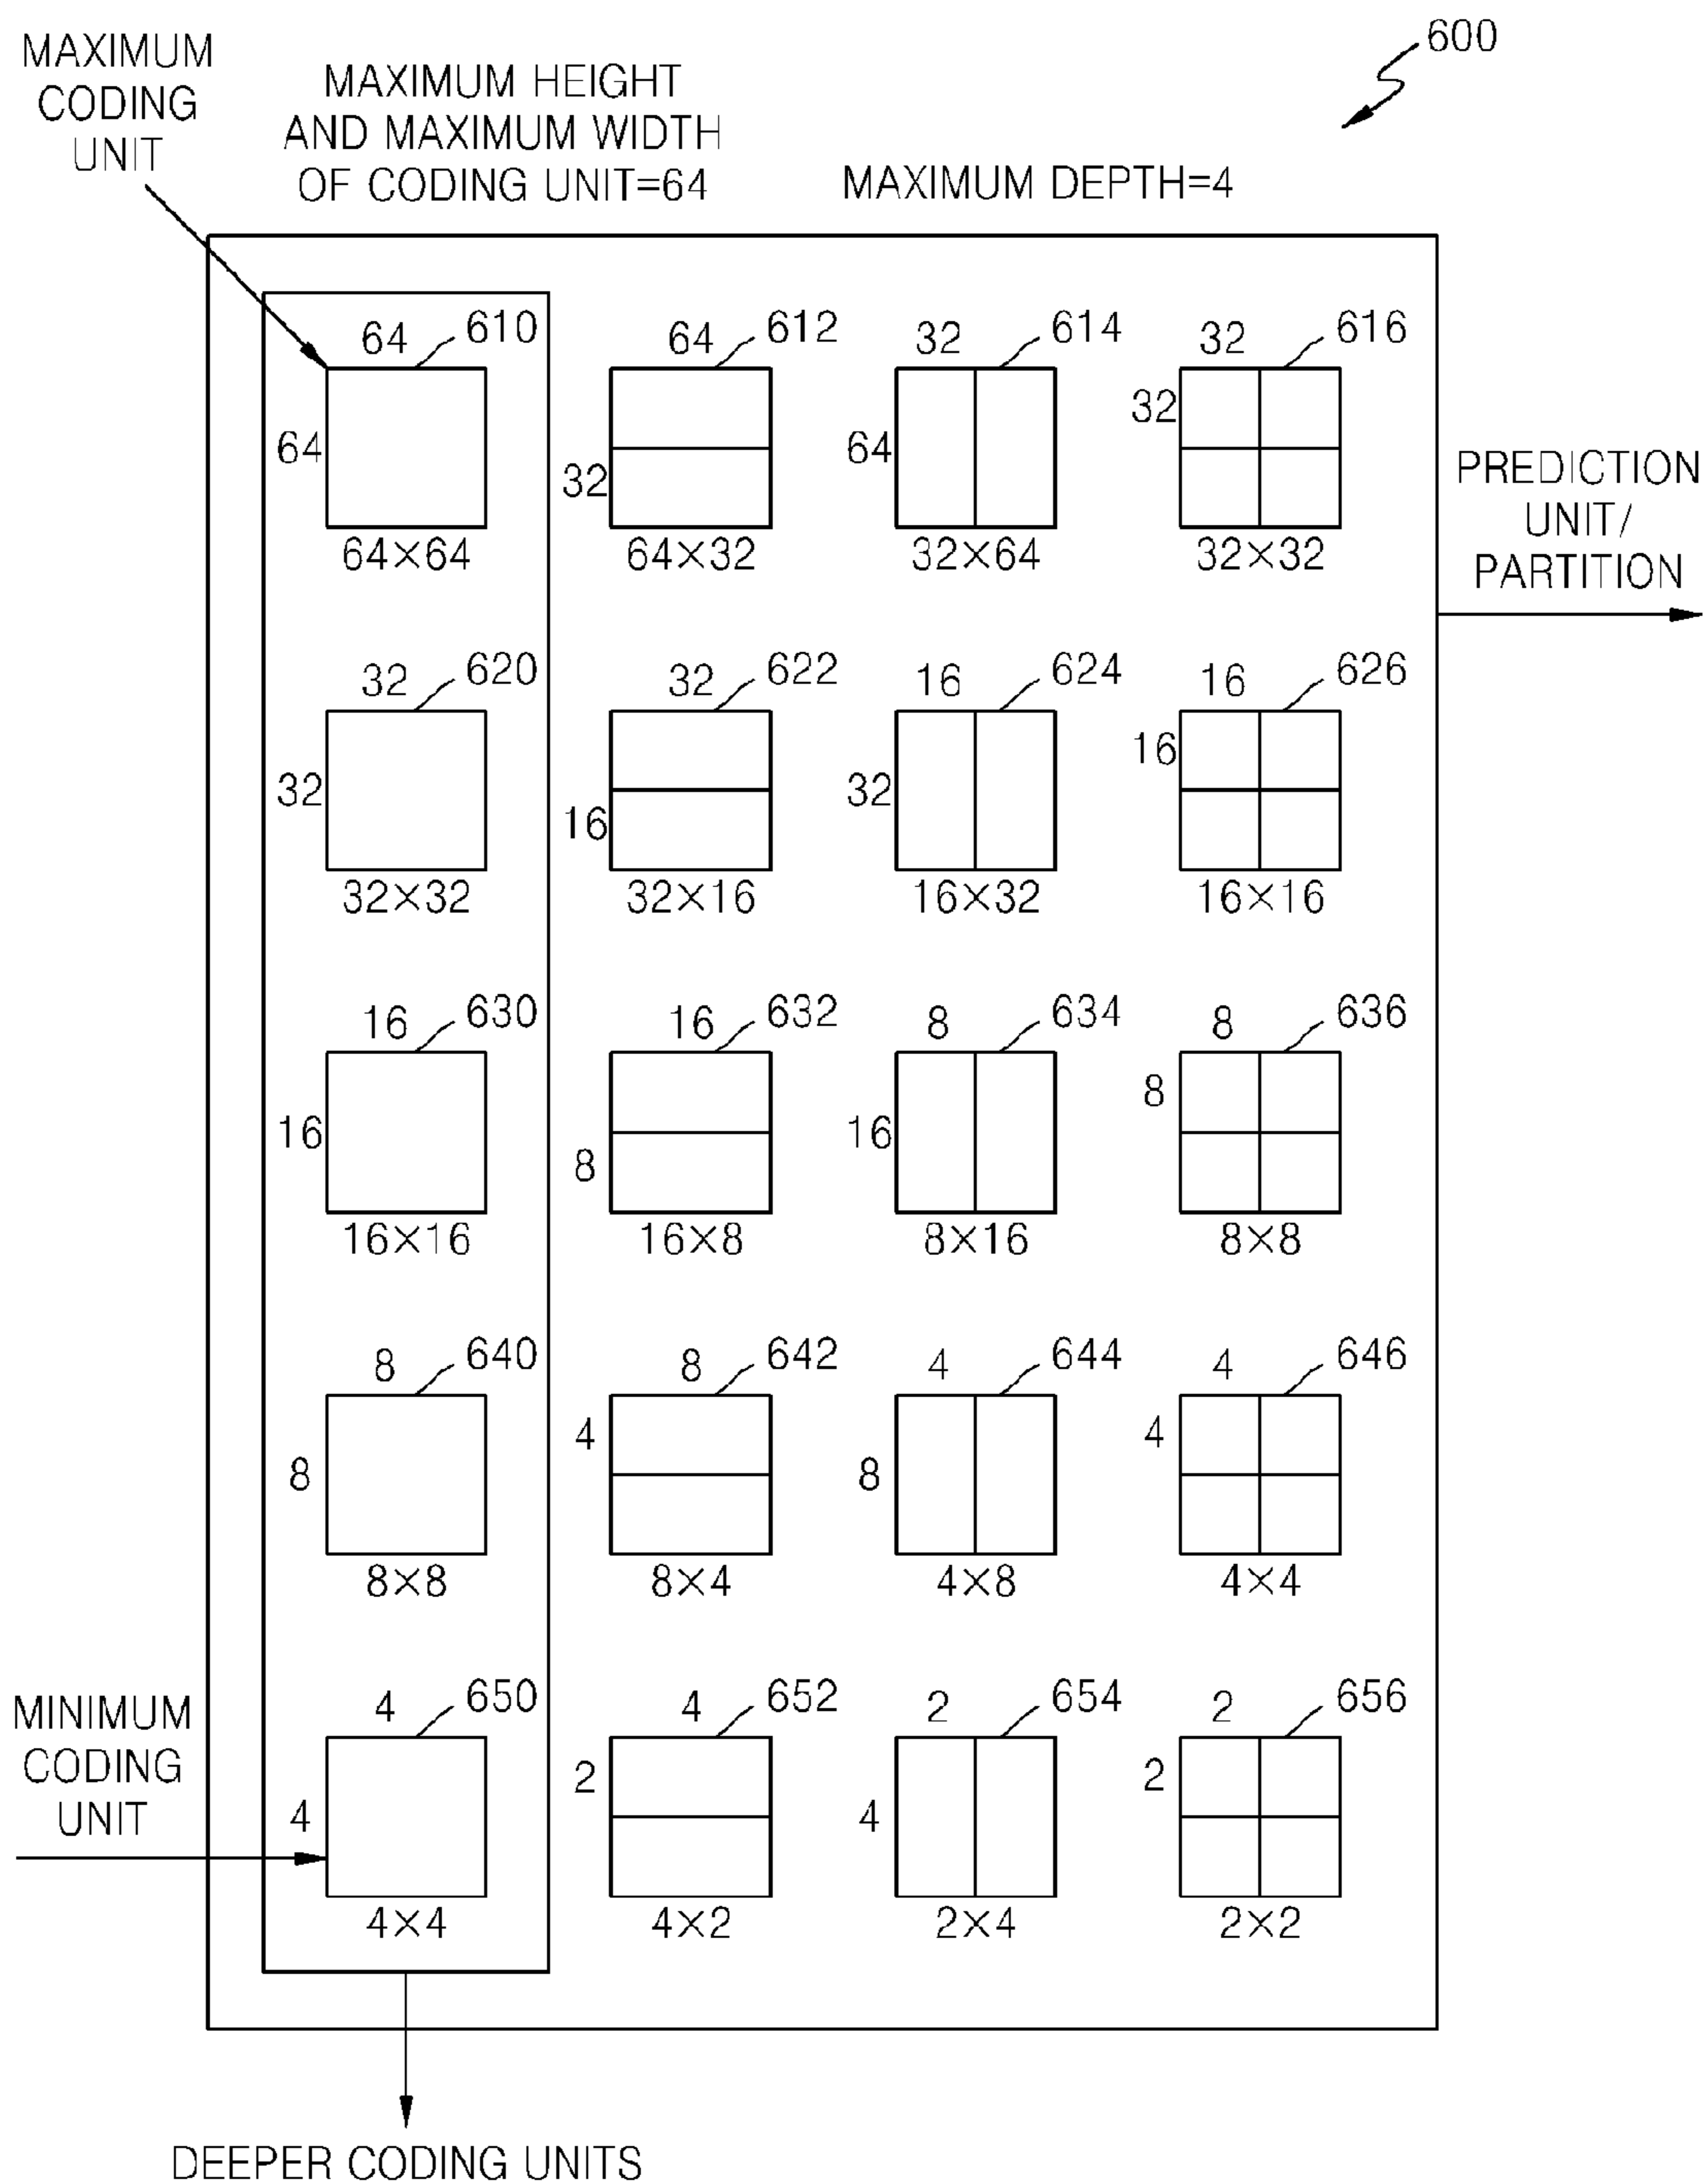 600
MAXIMUM
CODING
UNIT
MAXIMUM HEIGHT
AND MAXIMUM WIDTH
OF CODING UNIT=64
MAXIMUM DEPTH=4
64 610 64 612 32 614 32 616
64 32 64 32
64×64 64×32 32×64 32×32
PREDICTION
UNIT/
PARTITION
32 620 32 622 16 624 16 626
32 16 32 16
32×32 32×16 16×32 16×16
16 630 16 632 8 634 8 636
16 8 16 8
16×16 16×8 8×16 8×8
8 640 8 642 4 644 4 646
8 4 8 4
8×8 8×4 4×8 4×4
MINIMUM
CODING
UNIT
4 650 4 652 2 654 2 656
4 2 4 2
4×4 4×2 2×4 2×2
DEEPER CODING UNITS